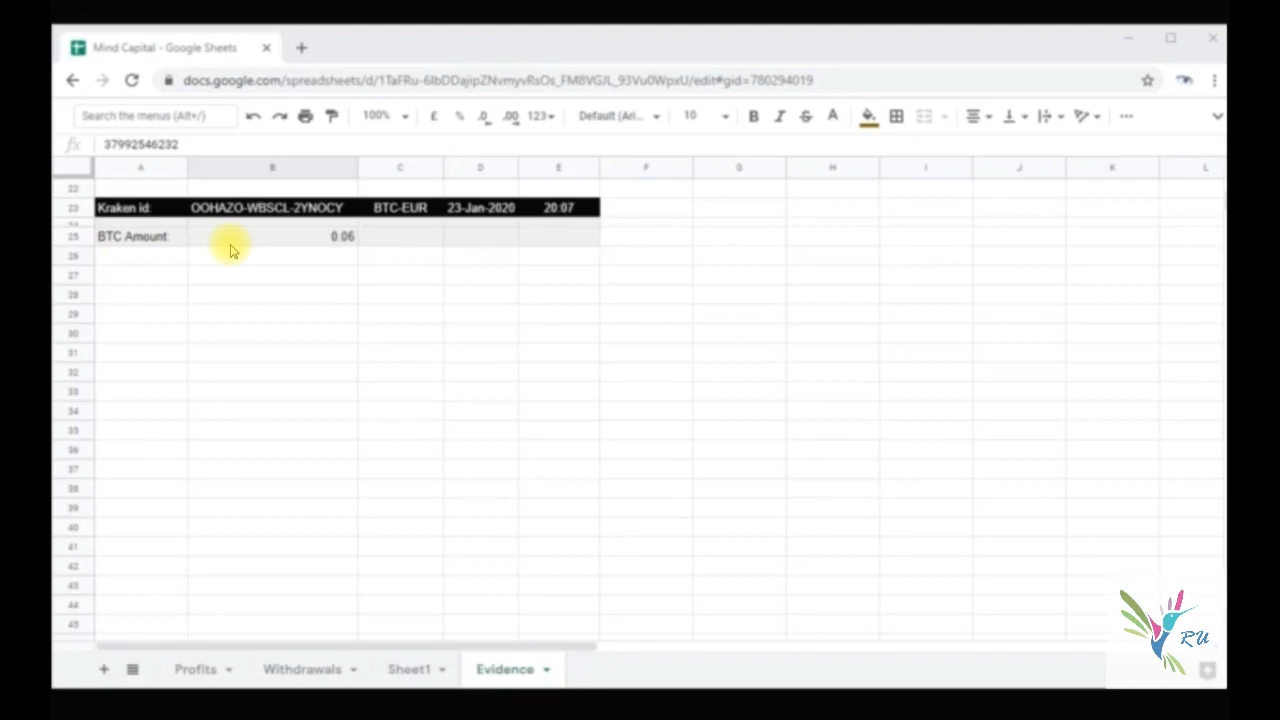 Mind Capital - Google Sheets
docs.google.com/spreadsheets/d/1TaFRu-6IbDDajipZNvmyvRsOs_FM8VGJL_93Vu0WpxU/edit#gid=780294019
Search the menus (Alt+/) 100% £ % .0 .00 123 Default (Ari... 10 B I S A
fx 37992546232
A B C D E F G H I J K L
22
23 Kraken id: OOHAZO-WBSCL-2YNOCY BTC-EUR 23-Jan-2020 20:07
24
25 BTC Amount: 0.06
26
27
28
29
30
31
32
33
34
35
36
37
38
39
40
41
42
43
44
45
RU
Profits Withdrawals Sheet1 Evidence